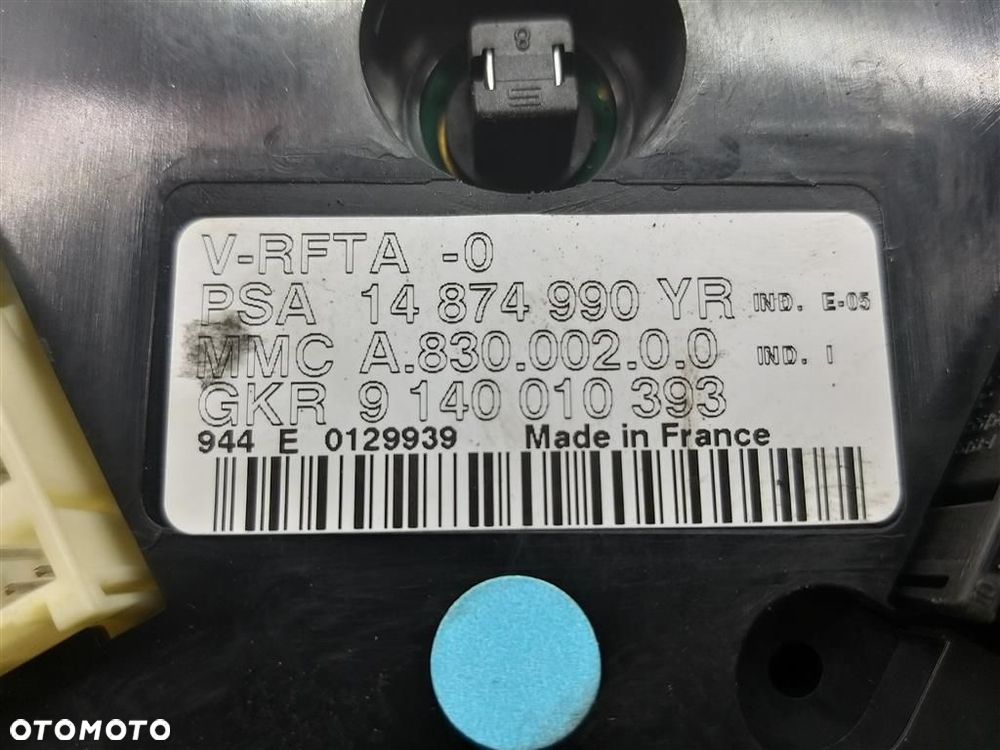 8
V-RFTA -0
PSA 14 874 990 YR IND. E-05
MMC A.830.002.0.0 IND. I
GKR 9 140 010 393
944 E 0129939 Made in France
OTOMOTO